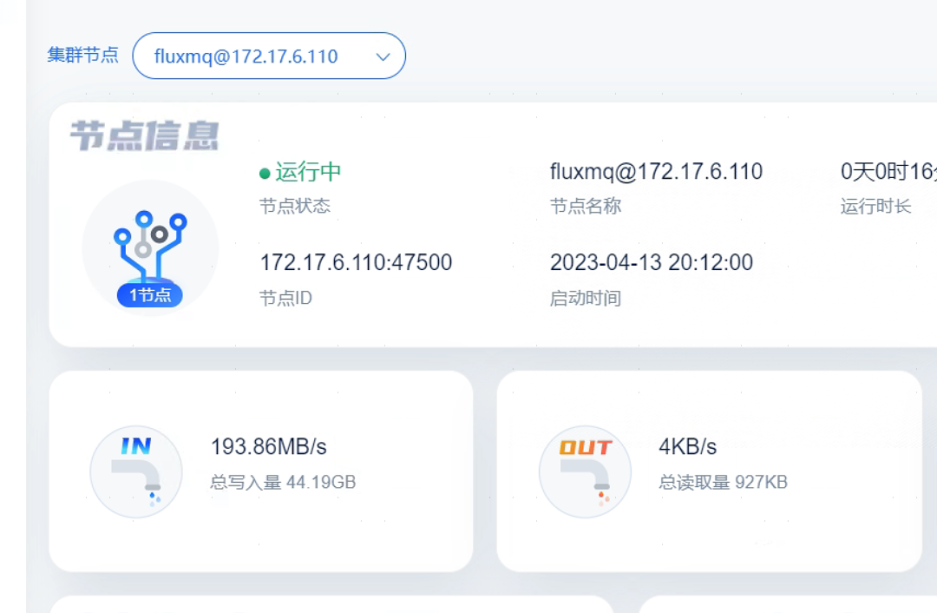 集群节点 fluxmq@172.17.6.110
节点信息
运行中
节点状态
fluxmq@172.17.6.110
节点名称
0天0时16
运行时长
1节点
172.17.6.110:47500
节点ID
2023-04-13 20:12:00
启动时间
IN
193.86MB/s
总写入量 44.19GB
OUT
4KB/s
总读取量 927KB